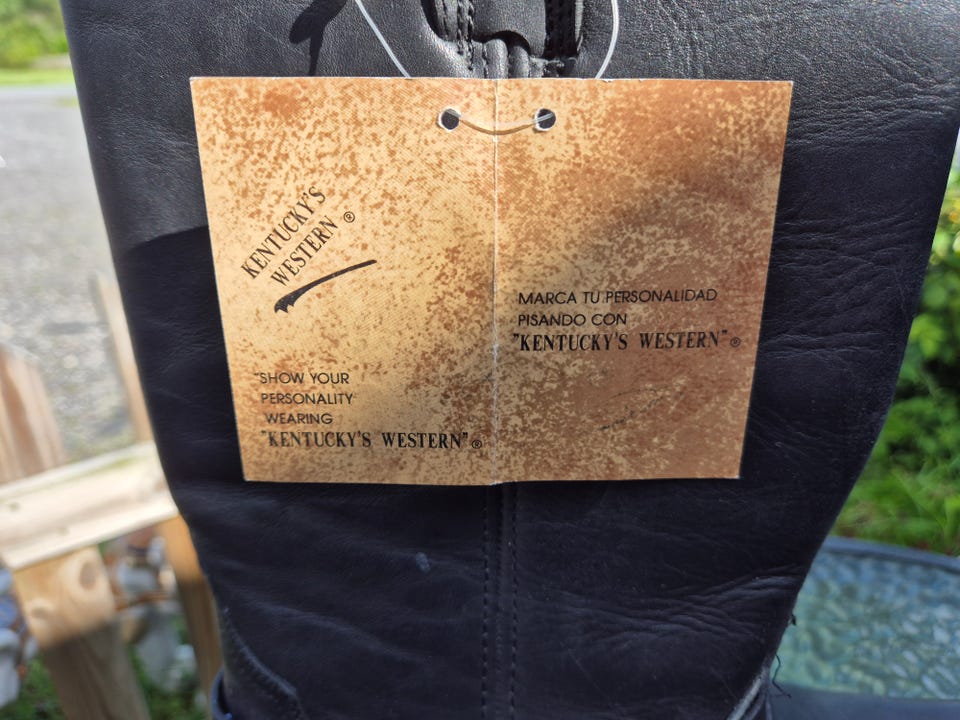 KENTUCKY'S
WESTERN ®
"SHOW YOUR
PERSONALITY
WEARING
"KENTUCKY'S WESTERN"®
MARCA TU PERSONALIDAD
PISANDO CON
"KENTUCKY'S WESTERN"®